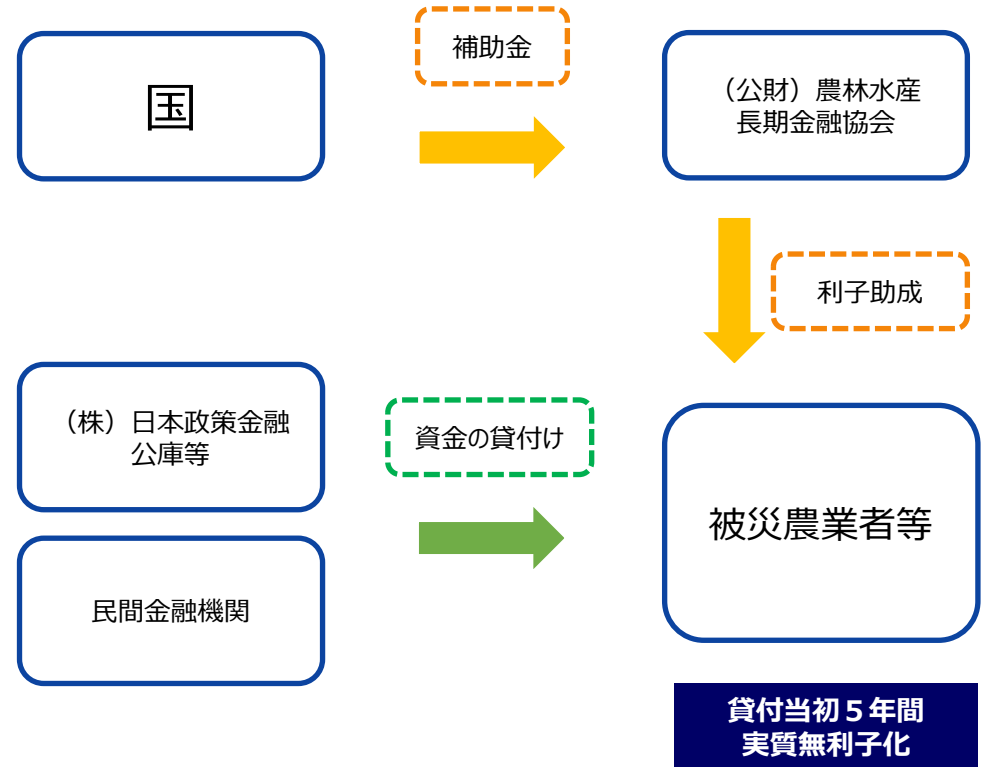 国
補助金
（公財）農林水産
長期金融協会
利子助成
（株）日本政策金融
公庫等
資金の貸付け
民間金融機関
被災農業者等
貸付当初５年間
実質無利子化